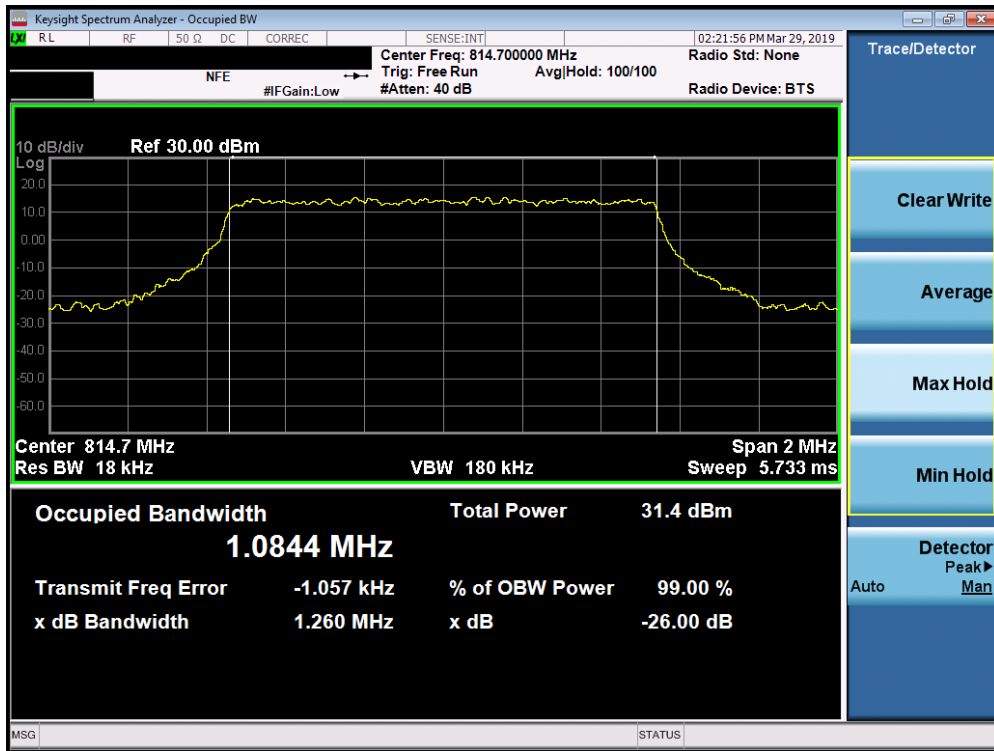 Keysight Spectrum Analyzer - Occupied BW
LXI RL RF 50 Ω DC CORREC SENSE:INT 02:21:56 PM Mar 29, 2019
Center Freq: 814.700000 MHz Radio Std: None
NFE Trig: Free Run Avg|Hold: 100/100
#IFGain:Low #Atten: 40 dB Radio Device: BTS
10 dB/div Ref 30.00 dBm
Log
20.0
10.0
0.00
-10.0
-20.0
-30.0
-40.0
-50.0
-60.0
Center 814.7 MHz Span 2 MHz
Res BW 18 kHz VBW 180 kHz Sweep 5.733 ms
Occupied Bandwidth Total Power 31.4 dBm
1.0844 MHz
Transmit Freq Error -1.057 kHz % of OBW Power 99.00 %
x dB Bandwidth 1.260 MHz x dB -26.00 dB
Trace/Detector
Clear Write
Average
Max Hold
Min Hold
Detector
Peak▶
Auto Man
MSG STATUS